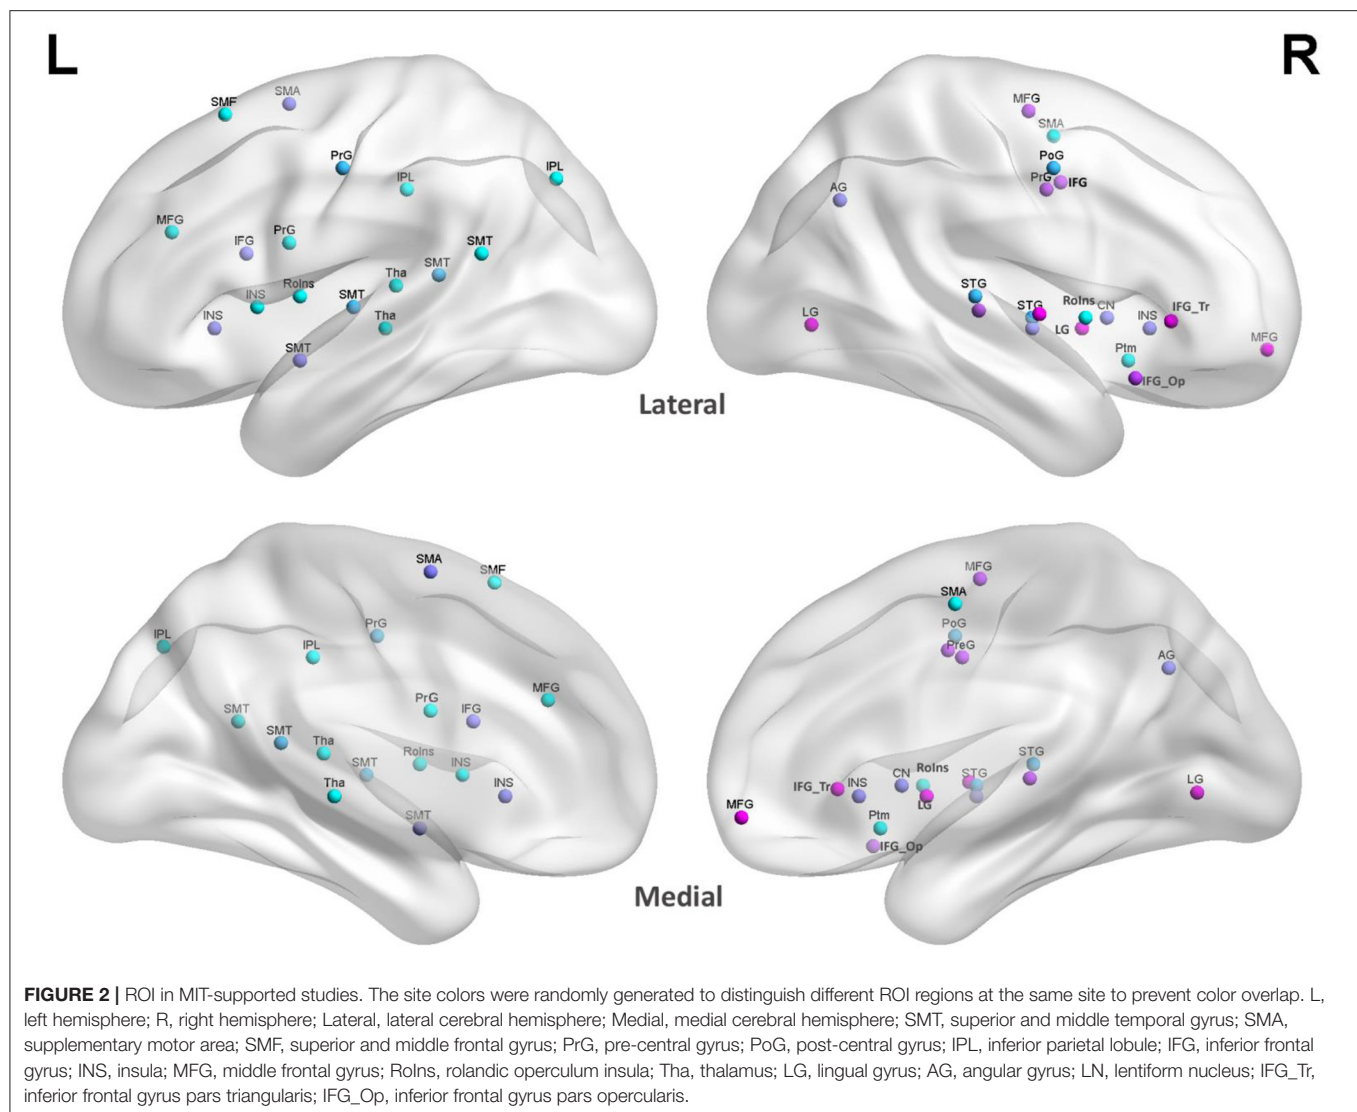 L
R
SMF
SMA
PrG
IPL
IPL
MFG
IFG
PrG
SMT
SMT
Tha
INS
RoIns
SMT
Tha
INS
SMT
MFG
SMA
PoG
PrG
IFG
AG
STG
STG
RoIns
CN
IFG_Tr
LG
LG
INS
MFG
Ptm
IFG_Op
Lateral
SMA
SMF
PrG
IPL
IPL
MFG
PrG
IFG
SMT
SMT
Tha
SMT
RoIns
INS
Tha
INS
SMT
MFG
SMA
PoG
PreG
AG
STG
IFG_Tr
INS
CN
RoIns
STG
LG
LG
MFG
Ptm
IFG_Op
Medial
FIGURE 2 | ROI in MIT-supported studies. The site colors were randomly generated to distinguish different ROI regions at the same site to prevent color overlap. L,
left hemisphere; R, right hemisphere; Lateral, lateral cerebral hemisphere; Medial, medial cerebral hemisphere; SMT, superior and middle temporal gyrus; SMA,
supplementary motor area; SMF, superior and middle frontal gyrus; PrG, pre-central gyrus; PoG, post-central gyrus; IPL, inferior parietal lobule; IFG, inferior frontal
gyrus; INS, insula; MFG, middle frontal gyrus; RoIns, rolandic operculum insula; Tha, thalamus; LG, lingual gyrus; AG, angular gyrus; LN, lentiform nucleus; IFG_Tr,
inferior frontal gyrus pars triangularis; IFG_Op, inferior frontal gyrus pars opercularis.